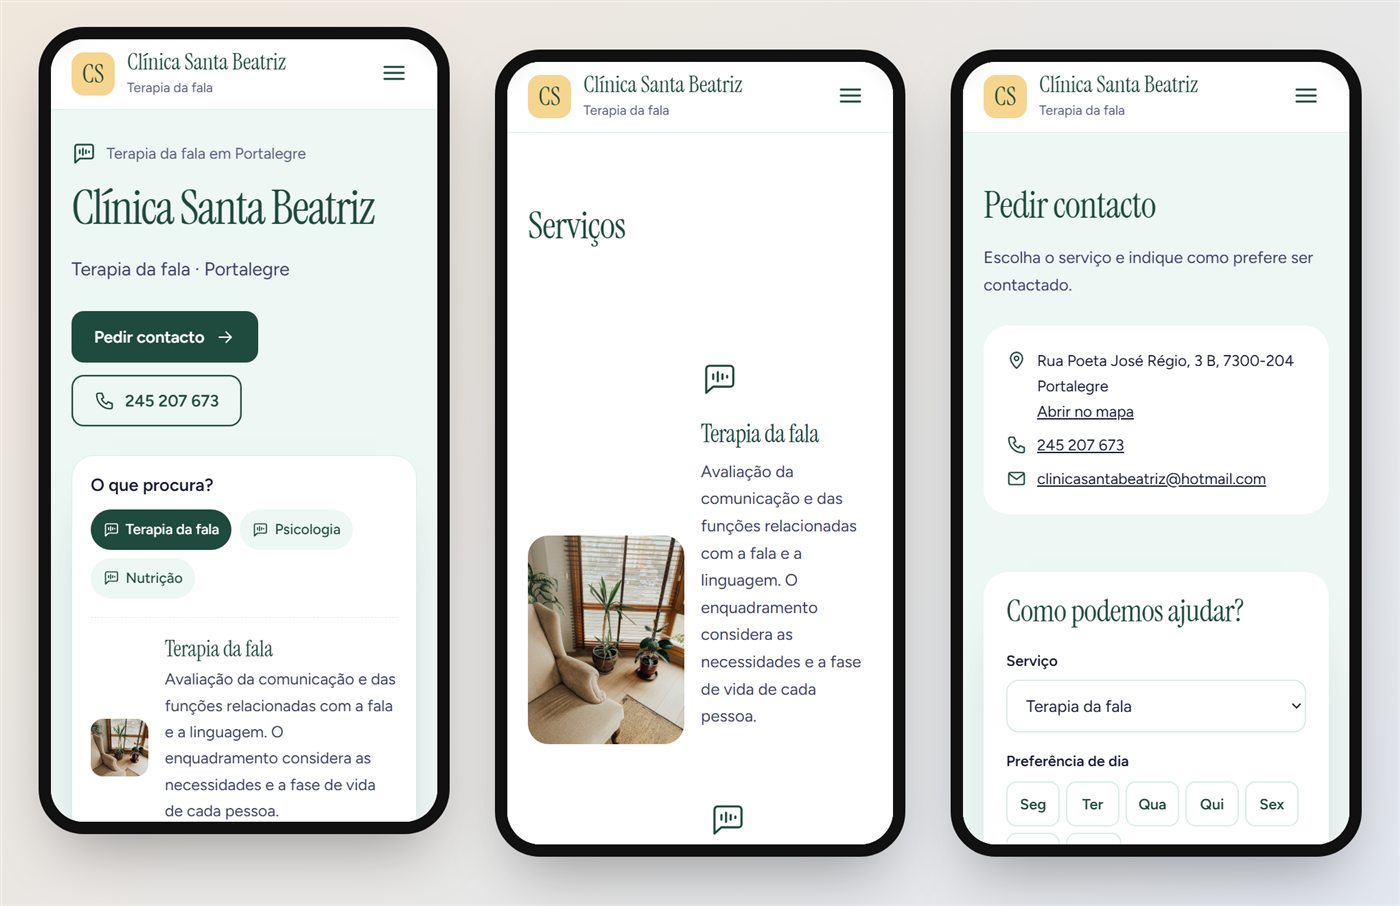 CS
Clínica Santa Beatriz
Terapia da fala
Terapia da fala em Portalegre
Clínica Santa Beatriz
Terapia da fala · Portalegre
Pedir contacto
245 207 673
O que procura?
Terapia da fala
Psicologia
Nutrição
Terapia da fala
Avaliação da comunicação e das
funções relacionadas com a fala
e a linguagem. O
enquadramento considera as
necessidades e a fase de vida
de cada pessoa.
CS
Clínica Santa Beatriz
Terapia da fala
Serviços
Terapia da fala
Avaliação da
comunicação e das
funções relacionadas
com a fala e a
linguagem. O
enquadramento
considera as
necessidades e a fase
de vida de cada
pessoa.
CS
Clínica Santa Beatriz
Terapia da fala
Pedir contacto
Escolha o serviço e indique como prefere ser
contactado.
Rua Poeta José Régio, 3 B, 7300-204
Portalegre
Abrir no mapa
245 207 673
clinicasantabeatriz@hotmail.com
Como podemos ajudar?
Serviço
Terapia da fala
Preferência de dia
Seg
Ter
Qua
Qui
Sex